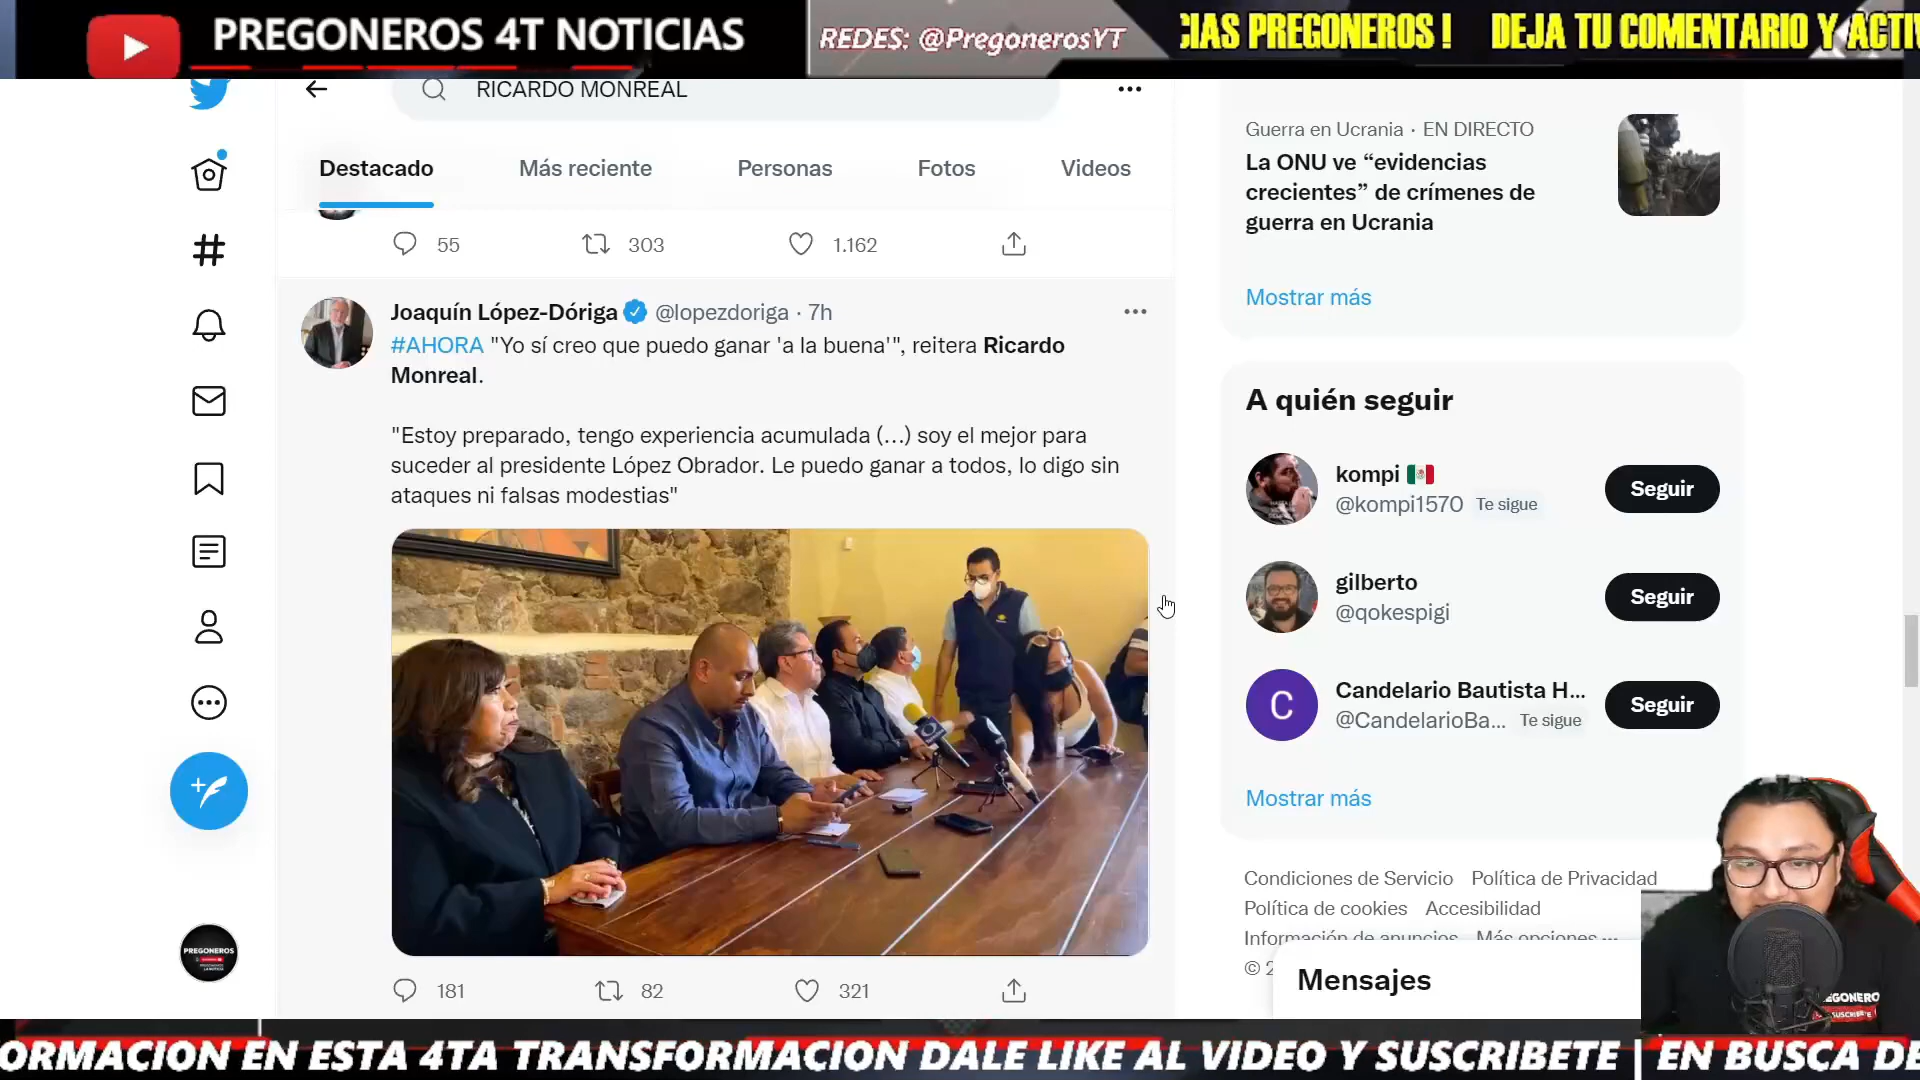 PREGONEROS 4T NOTICIAS
REDES: @PregonerosYT
PREGONEROS ! DEJA TU COMENTARIO Y
RICARDO MONREAL
Destacado
Más reciente
Personas
Fotos
Videos
55
303
1.162
Joaquín López-Dóriga @lopezdoriga · 7h
#AHORA "Yo sí creo que puedo ganar 'a la buena'", reitera Ricardo
Monreal.
"Estoy preparado, tengo experiencia acumulada (...) soy el mejor para
suceder al presidente López Obrador. Le puedo ganar a todos, lo digo sin
ataques ni falsas modestias"
181
82
321
Guerra en Ucrania · EN DIRECTO
La ONU ve “evidencias
crecientes” de crímenes de
guerra en Ucrania
Mostrar más
A quién seguir
kompi
@kompi1570 Te sigue
Seguir
gilberto
@qokespigi
Seguir
C
Candelario Bautista H...
@CandelarioBa... Te sigue
Seguir
Mostrar más
Condiciones de Servicio Política de Privacidad
Política de cookies Accesibilidad
Información de anuncios Más opciones ...
©
Mensajes
PREGONEROS
ORMACION EN ESTA 4TA TRANSFORMACION DALE LIKE AL VIDEO Y SUSCRIBETE | EN BUSCA DE